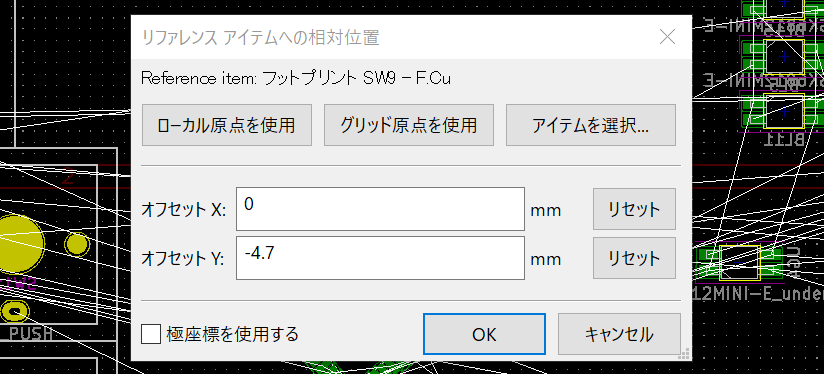 リファレンス アイテムへの相対位置
Reference item: フットプリント SW9 - F.Cu
ローカル原点を使用
グリッド原点を使用
アイテムを選択...
オフセット X:
0
mm
リセット
オフセット Y:
-4.7
mm
リセット
極座標を使用する
OK
キャンセル
BL11
12MINI-E_under
PUSH